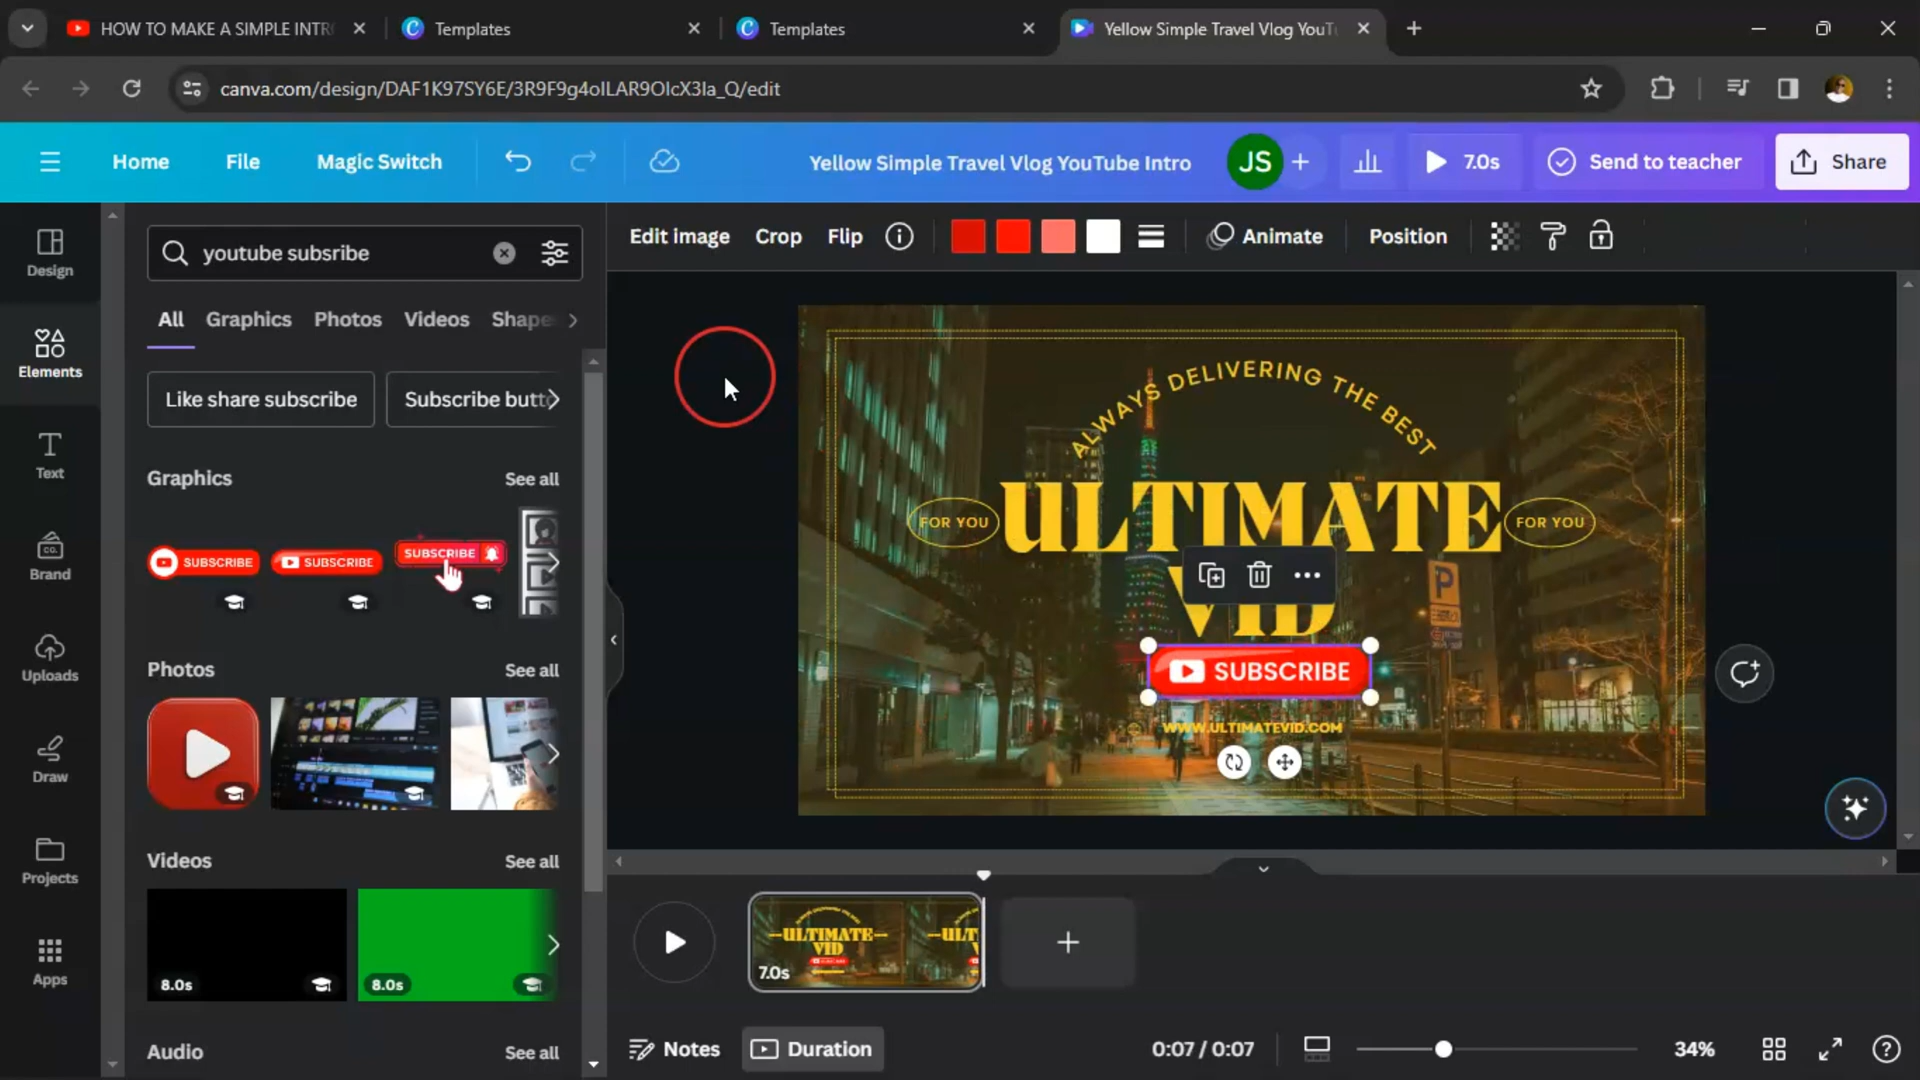 HOW TO MAKE A SIMPLE INTR
Templates
Templates
Yellow Simple Travel Vlog YouTu
canva.com/design/DAF1K97SY6E/3R9F9g4oILAR9OIcX3Ia_Q/edit
Home
File
Magic Switch
Yellow Simple Travel Vlog YouTube Intro
JS
7.0s
Send to teacher
Share
Design
Elements
Text
Brand
Uploads
Draw
Projects
Apps
youtube subsribe
All
Graphics
Photos
Videos
Shape
Like share subscribe
Subscribe butt
Graphics
See all
SUBSCRIBE
SUBSCRIBE
SUBSCRIBE
Photos
See all
Videos
See all
8.0s
8.0s
Audio
See all
Edit image
Crop
Flip
Animate
Position
ALWAYS DELIVERING THE BEST
FOR YOU
ULTIMATE
FOR YOU
VID
P
SUBSCRIBE
WWW.ULTIMATEVID.COM
ULTIMATE
VID
ULT
7.0s
Notes
Duration
0:07 / 0:07
34%